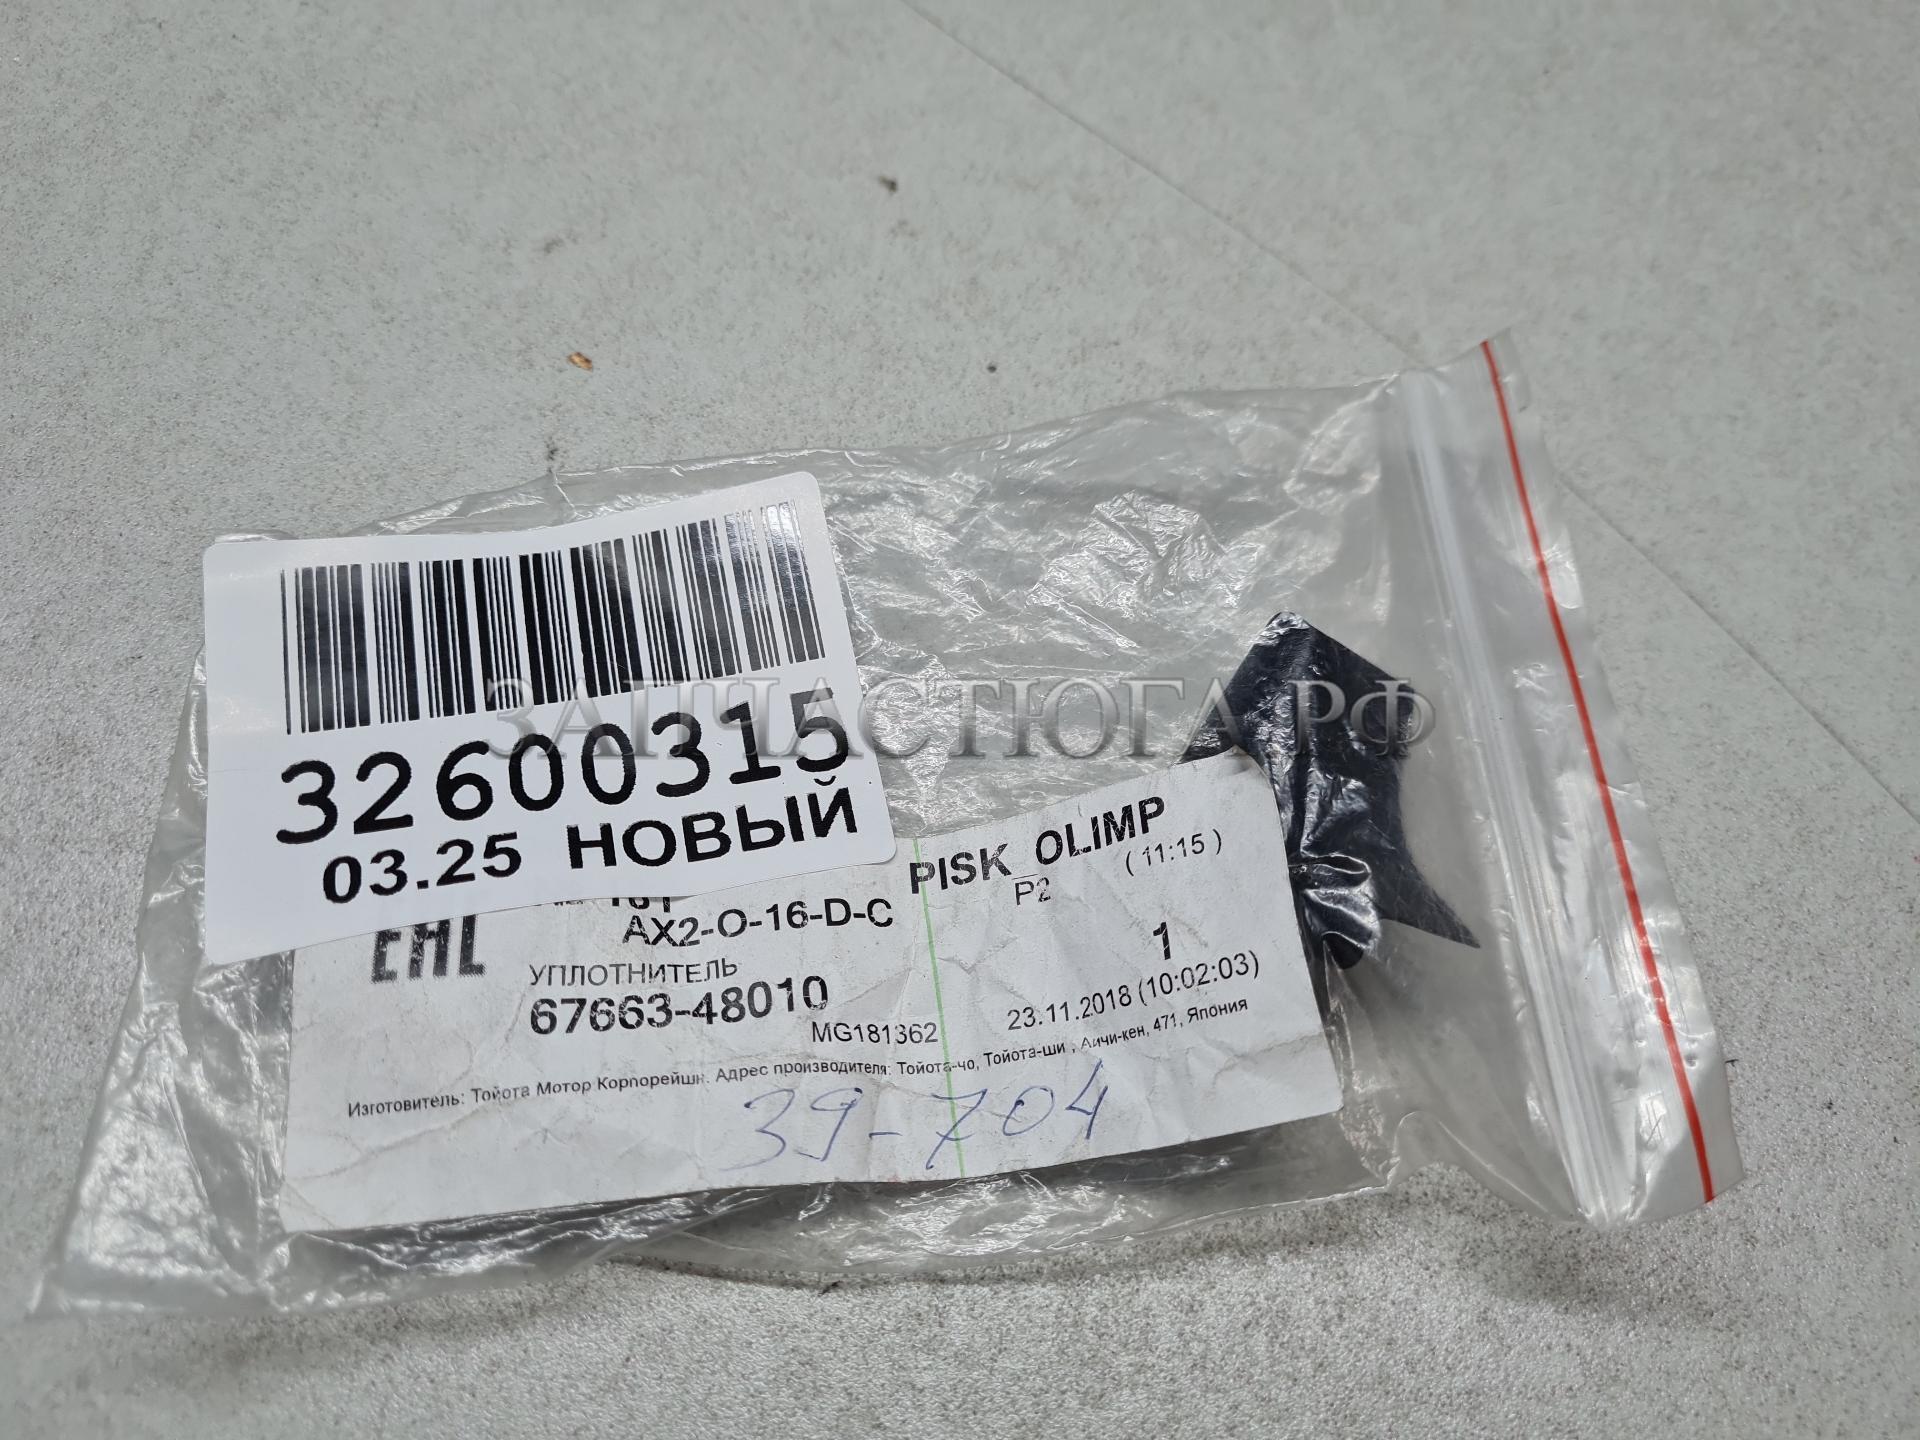 32600315
03.25 НОВЫЙ
ЗАПЧАСТЮГА.РФ
PISK_OLIMP
P2 (11:15)
AX2-O-16-D-C
EAC
УПЛОТНИТЕЛЬ
1
67663-48010
MG181362
23.11.2018 (10:02:03)
Изготовитель: Тойота Мотор Корпорейшн. Адрес производителя: Тойота-чо, Тойота-ши , Аичи-кен, 471, Япония
39-704